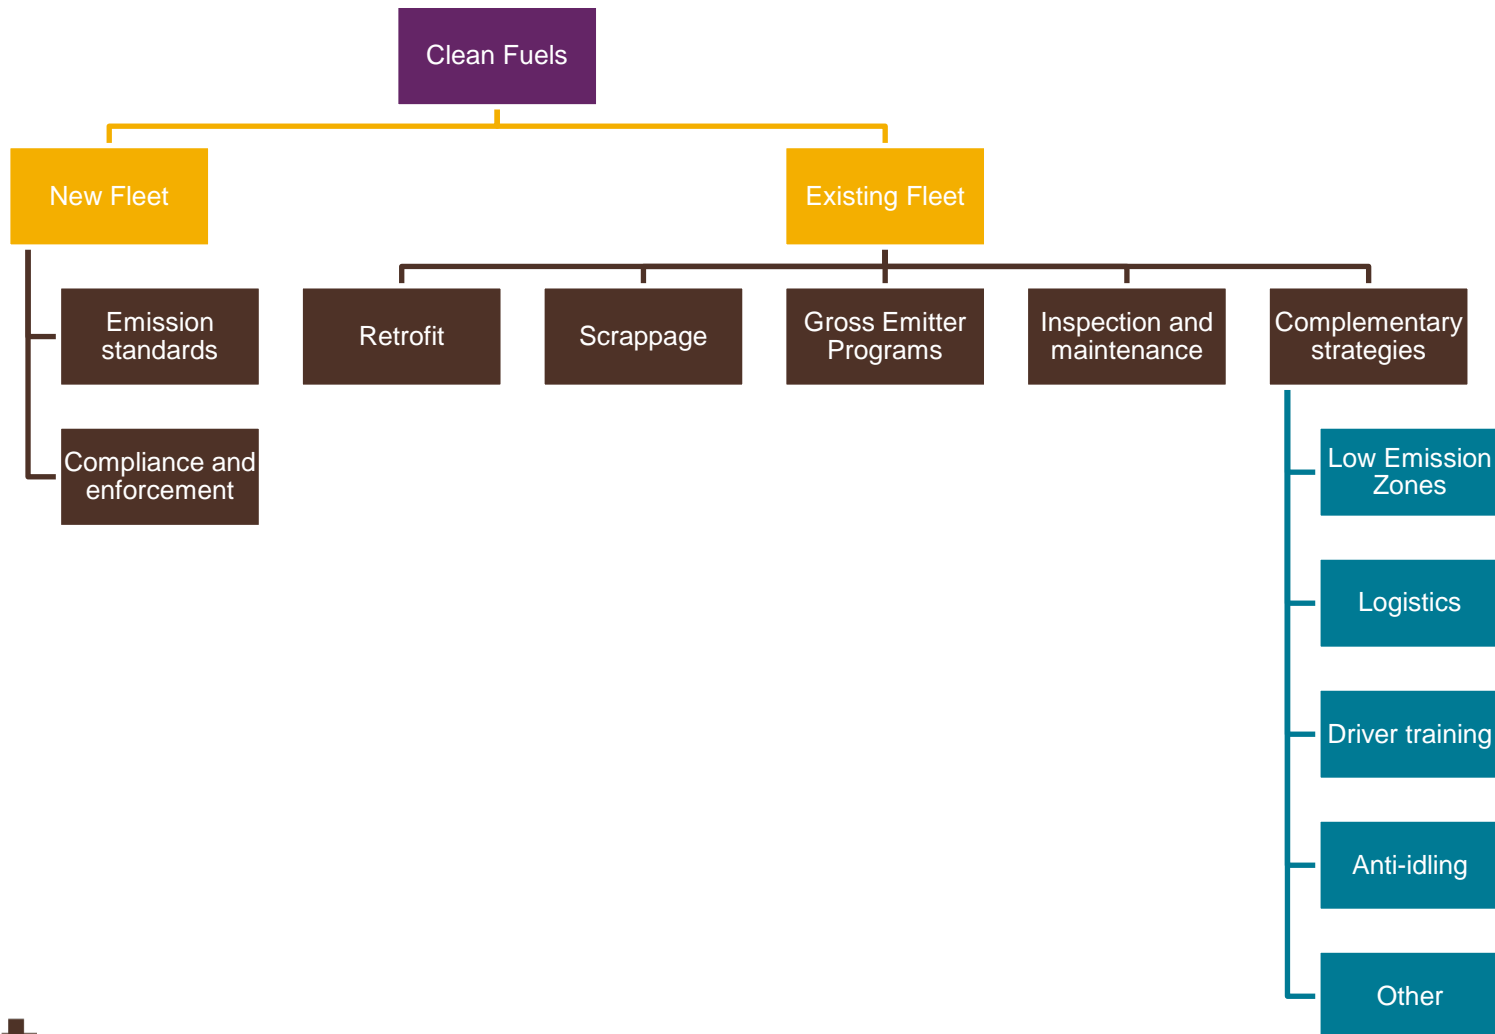 Clean Fuels
New Fleet
Existing Fleet
Emission
standards
Retrofit
Scrappage
Gross Emitter
Programs
Inspection and
maintenance
Complementary
strategies
Compliance and
enforcement
Low Emission
Zones
Logistics
Driver training
Anti-idling
Other